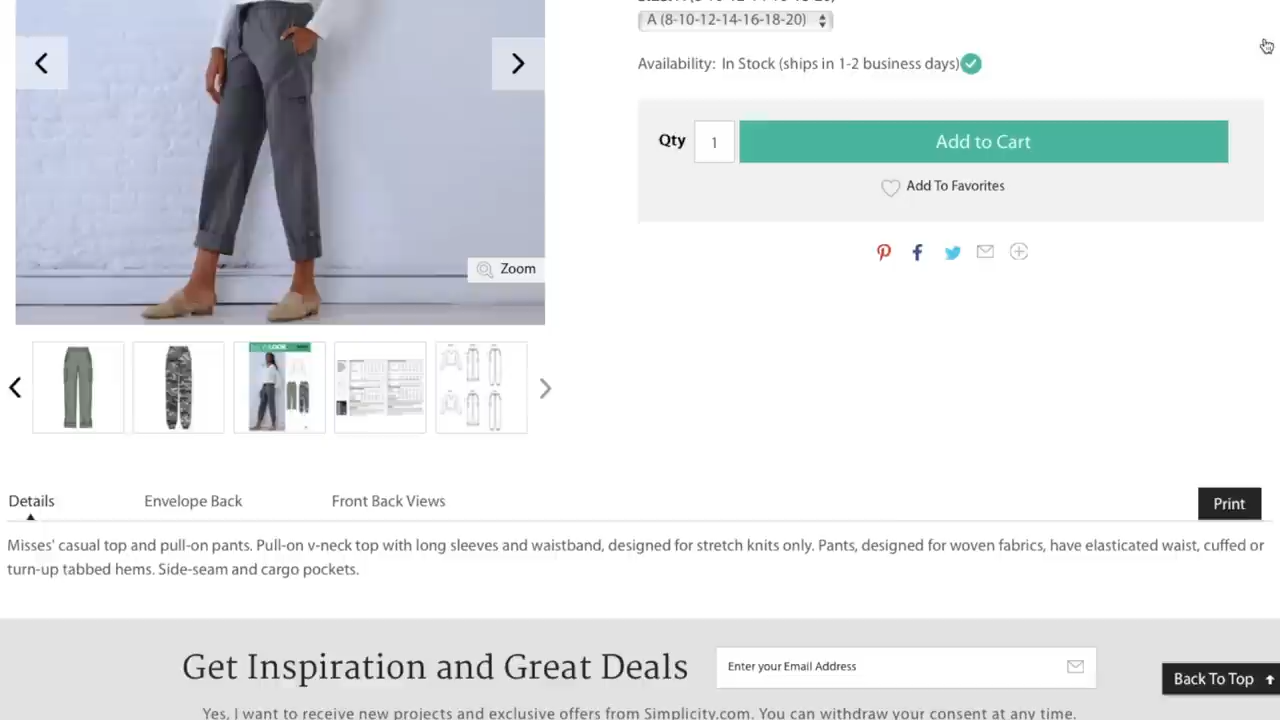 A (8-10-12-14-16-18-20)
Availability: In Stock (ships in 1-2 business days)
Qty 1 Add to Cart
Add To Favorites
Zoom
Details Envelope Back Front Back Views Print
Misses' casual top and pull-on pants. Pull-on v-neck top with long sleeves and waistband, designed for stretch knits only. Pants, designed for woven fabrics, have elasticated waist, cuffed or
turn-up tabbed hems. Side-seam and cargo pockets.
Get Inspiration and Great Deals
Enter your Email Address
Back To Top
Yes, I want to receive new projects and exclusive offers from Simplicity.com. You can withdraw your consent at any time.